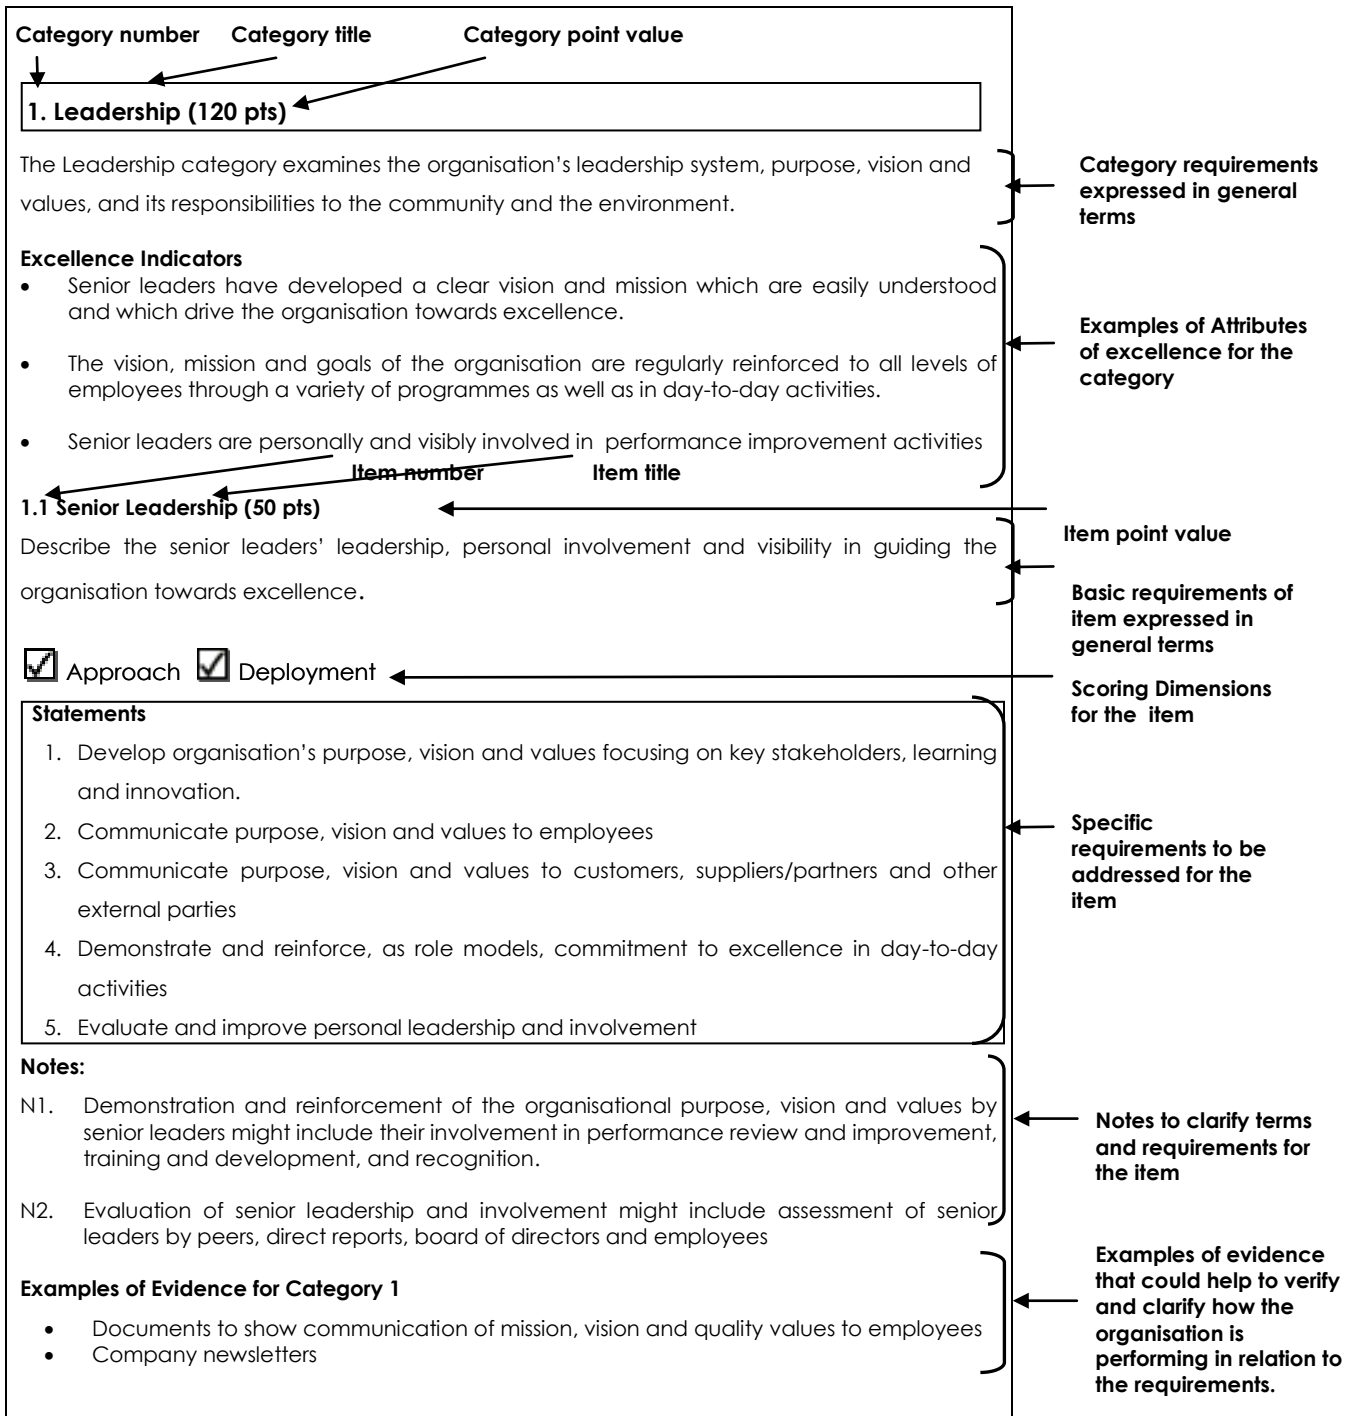 Category number Category title Category point value
1. Leadership (120 pts)
The Leadership category examines the organisation’s leadership system, purpose, vision and
values, and its responsibilities to the community and the environment.
Category requirements
expressed in general
terms
Excellence Indicators
• Senior leaders have developed a clear vision and mission which are easily understood
and which drive the organisation towards excellence.
• The vision, mission and goals of the organisation are regularly reinforced to all levels of
employees through a variety of programmes as well as in day-to-day activities.
• Senior leaders are personally and visibly involved in performance improvement activities
Examples of Attributes
of excellence for the
category
Item number Item title
1.1 Senior Leadership (50 pts)
Item point value
Describe the senior leaders’ leadership, personal involvement and visibility in guiding the
organisation towards excellence.
Basic requirements of
item expressed in
general terms
Approach Deployment
Scoring Dimensions
for the item
Statements
1. Develop organisation’s purpose, vision and values focusing on key stakeholders, learning
and innovation.
2. Communicate purpose, vision and values to employees
3. Communicate purpose, vision and values to customers, suppliers/partners and other
external parties
4. Demonstrate and reinforce, as role models, commitment to excellence in day-to-day
activities
5. Evaluate and improve personal leadership and involvement
Specific
requirements to be
addressed for the
item
Notes:
N1. Demonstration and reinforcement of the organisational purpose, vision and values by
senior leaders might include their involvement in performance review and improvement,
training and development, and recognition.
N2. Evaluation of senior leadership and involvement might include assessment of senior
leaders by peers, direct reports, board of directors and employees
Notes to clarify terms
and requirements for
the item
Examples of Evidence for Category 1
• Documents to show communication of mission, vision and quality values to employees
• Company newsletters
Examples of evidence
that could help to verify
and clarify how the
organisation is
performing in relation to
the requirements.